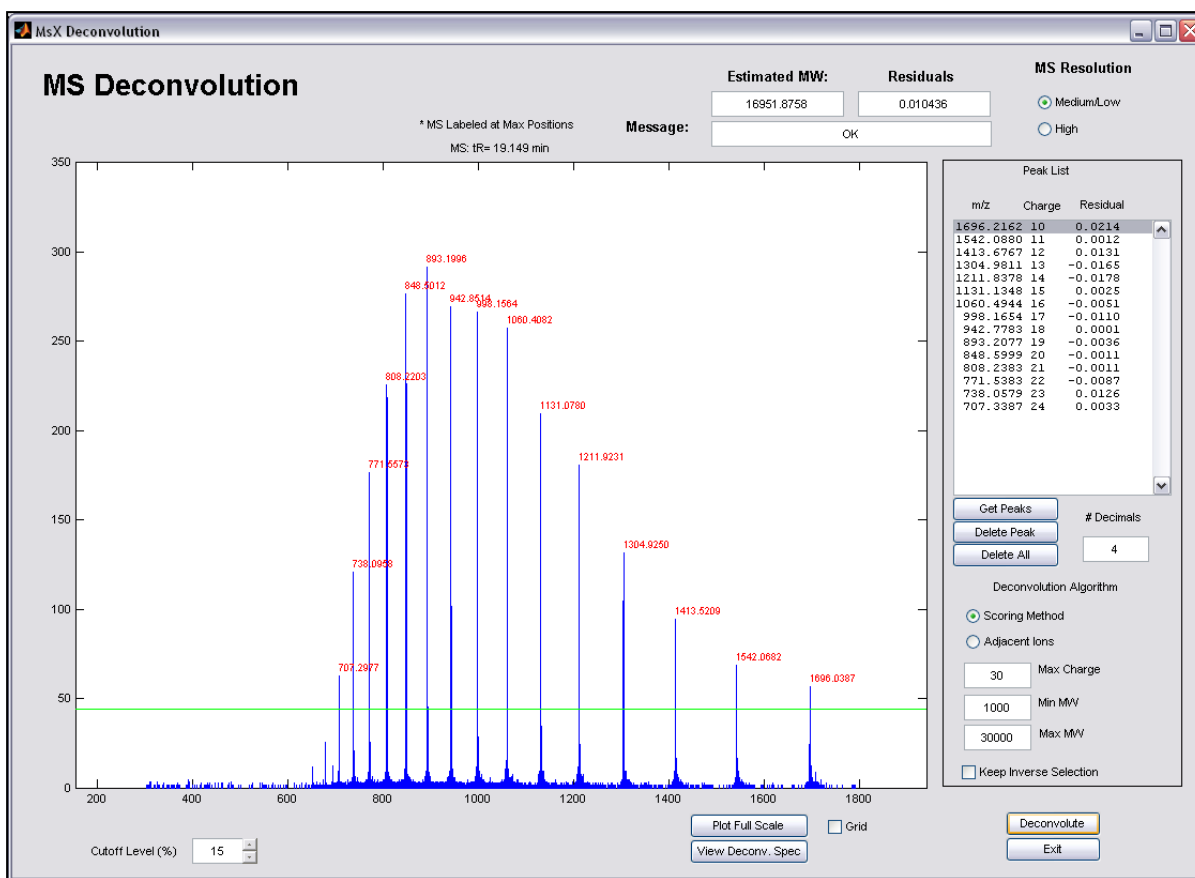 MsX Deconvolution
MS Deconvolution
Estimated MW:
Residuals
MS Resolution
16951.8758
0.010436
Medium/Low
* MS Labeled at Max Positions
Message:
OK
High
MS: tR= 19.149 min
350
300
250
200
150
100
50
0
893.1996
848.5012
942.8514
998.1564
1060.4082
808.2203
1131.0780
771.5573
1211.9231
738.0958
1304.9250
1413.5209
707.2977
1542.0682
1696.0387
200 400 600 800 1000 1200 1400 1600 1800
Peak List
m/z Charge Residual
1696.2162 10 0.0214
1542.0880 11 0.0012
1413.6767 12 0.0131
1304.9811 13 -0.0165
1211.8378 14 -0.0178
1131.1348 15 0.0025
1060.4944 16 -0.0051
998.1654 17 -0.0110
942.7783 18 0.0001
893.2077 19 -0.0036
848.5999 20 -0.0011
808.2383 21 -0.0011
771.5383 22 -0.0087
738.0579 23 0.0126
707.3387 24 0.0033
Get Peaks
Delete Peak
Delete All
# Decimals
4
Deconvolution Algorithm
Scoring Method
Adjacent Ions
30 Max Charge
1000 Min MW
30000 Max MW
Keep Inverse Selection
Plot Full Scale
Grid
Deconvolute
Cutoff Level (%) 15
View Deconv. Spec
Exit